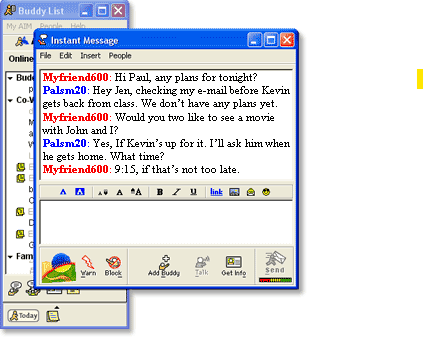 Buddy List
My AIM People Help
Instant Message
File Edit Insert People
Myfriend600: Hi Paul, any plans for tonight?
Palsm20: Hey Jen, checking my e-mail before Kevin
gets back from class. We don't have any plans yet.
Myfriend600: Would you two like to see a movie
with John and I?
Palsm20: Yes, If Kevin's up for it. I'll ask him when
he gets home. What time?
Myfriend600: 9:15, if that's not too late.
A A A A A B I U link
Warn Block Add Buddy Talk Get Info Send
Online
Budd
Co-W
Fam
Today